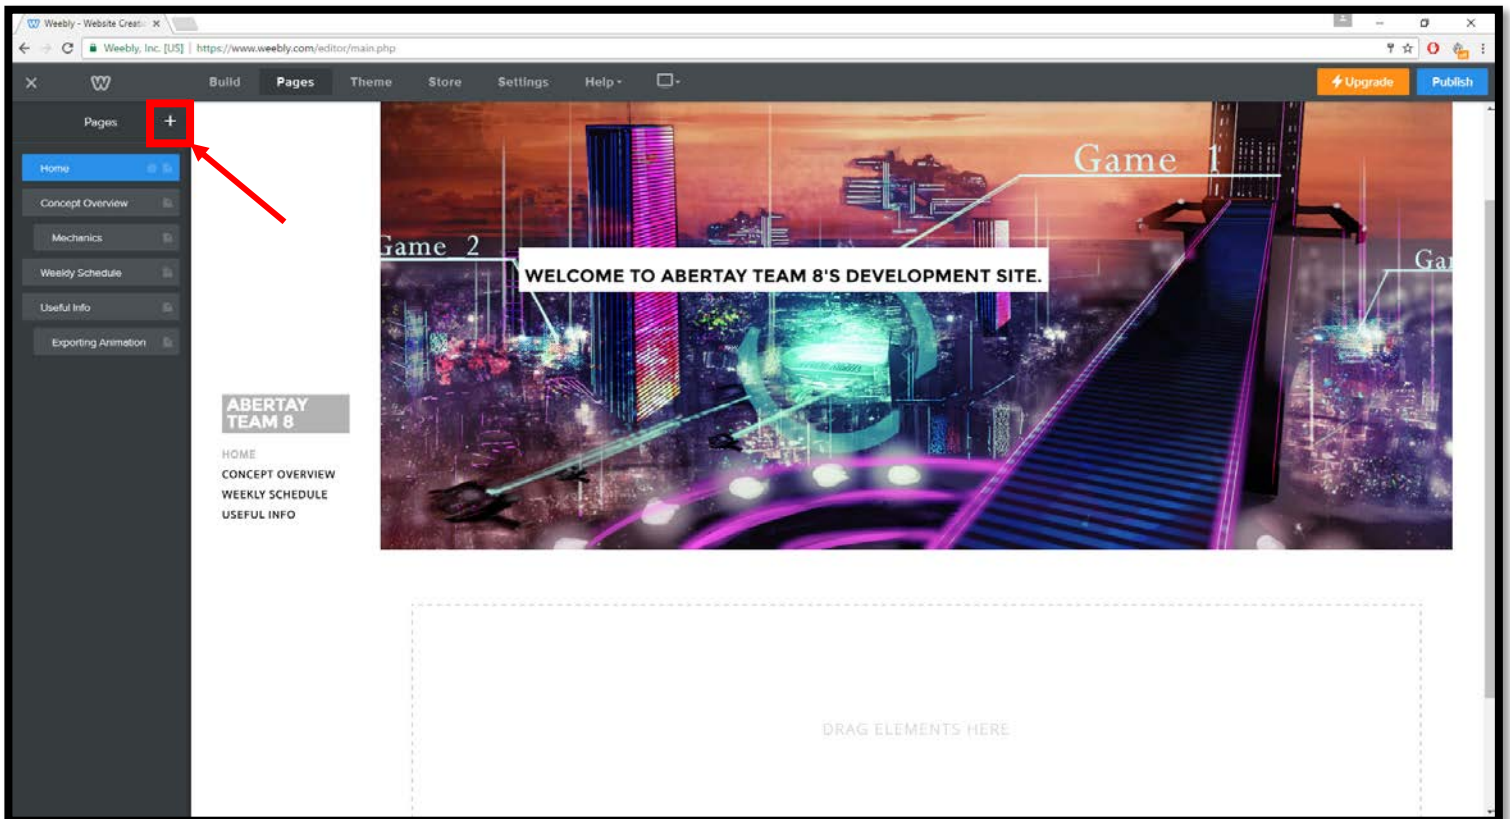 Weebly - Website Creati
Weebly, Inc. [US] https://www.weebly.com/editor/main.php
Build Pages Theme Store Settings Help Upgrade Publish
Pages +
Home
Concept Overview
Mechanics
Weekly Schedule
Useful Info
Exporting Animation
Game 1
Game 2
Gar
WELCOME TO ABERTAY TEAM 8'S DEVELOPMENT SITE.
ABERTAY
TEAM 8
HOME
CONCEPT OVERVIEW
WEEKLY SCHEDULE
USEFUL INFO
DRAG ELEMENTS HERE